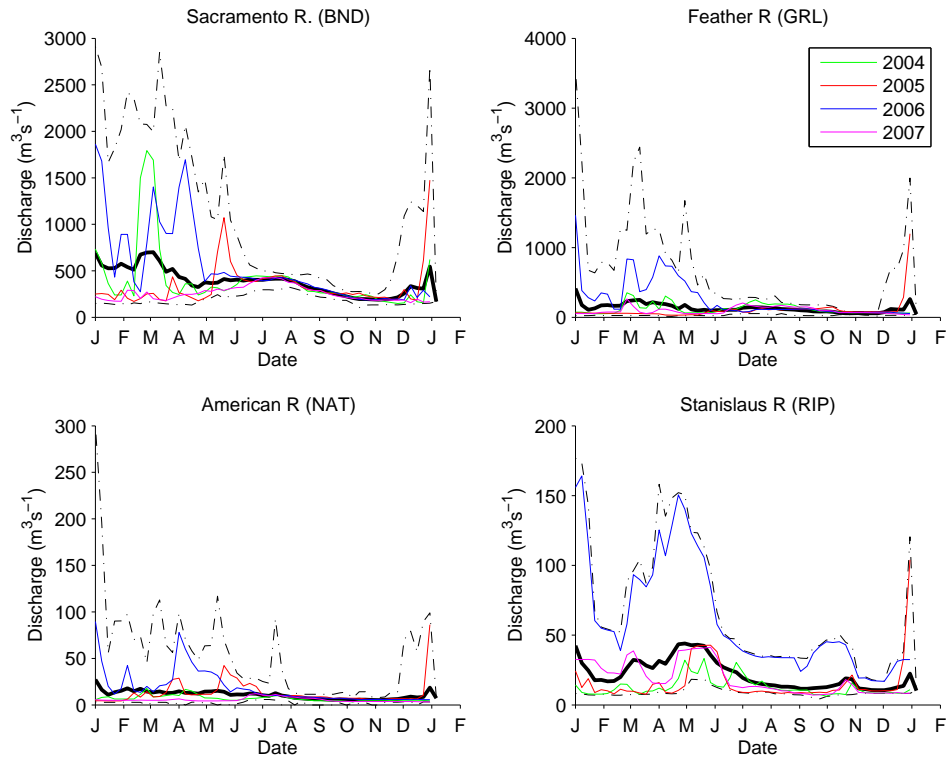 Sacramento R. (BND)
3000
2500
2000
1500
1000
500
0
Discharge (m³s⁻¹)
J F M A M J J A S O N D J F
Date
Feather R (GRL)
4000
3000
2000
1000
0
Discharge (m³s⁻¹)
J F M A M J J A S O N D J F
Date
2004
2005
2006
2007
American R (NAT)
300
250
200
150
100
50
0
Discharge (m³s⁻¹)
J F M A M J J A S O N D J F
Date
Stanislaus R (RIP)
200
150
100
50
0
Discharge (m³s⁻¹)
J F M A M J J A S O N D J F
Date